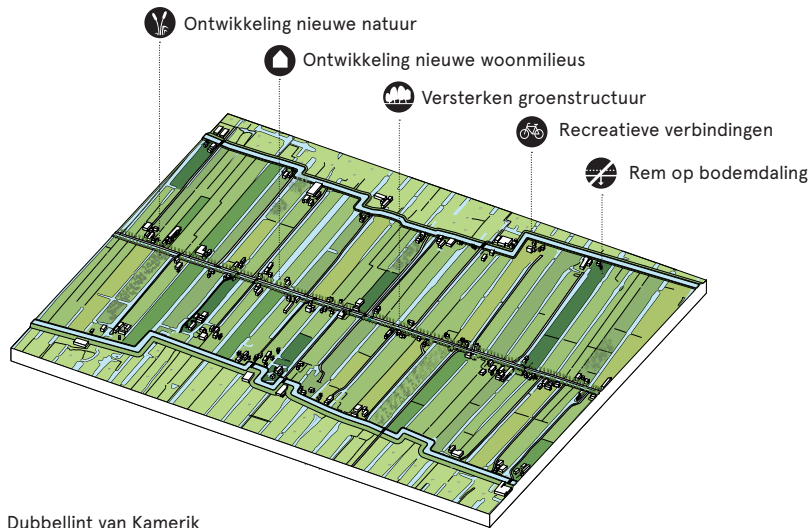 Ontwikkeling nieuwe natuur
Ontwikkeling nieuwe woonmilieus
Versterken groenstructuur
Recreatieve verbindingen
Rem op bodemdaling
Dubbellint van Kamerik